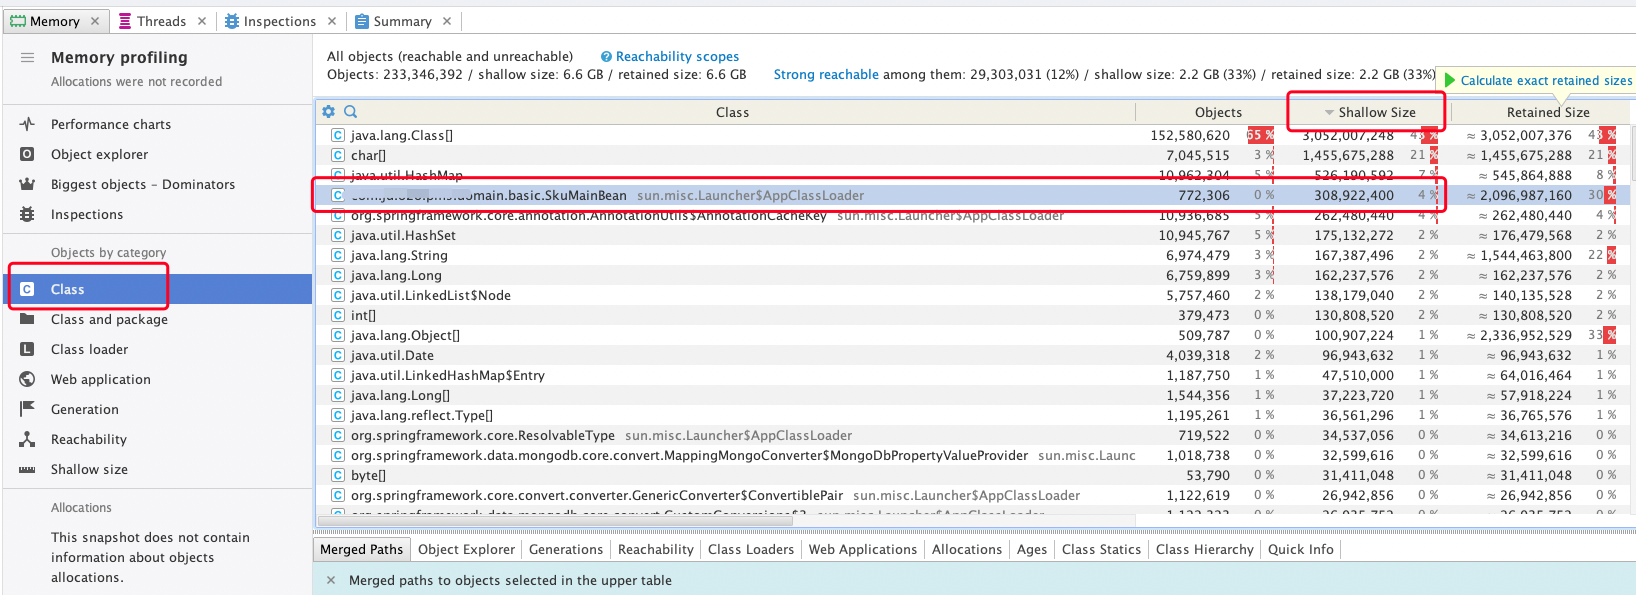 Memory × Threads × Inspections × Summary ×
Memory profiling
Allocations were not recorded
Performance charts
Object explorer
Biggest objects – Dominators
Inspections
Objects by category
Class
Class and package
Class loader
Web application
Generation
Reachability
Shallow size
Allocations
This snapshot does not contain
information about objects
allocations.
All objects (reachable and unreachable) Reachability scopes
Objects: 233,346,392 / shallow size: 6.6 GB / retained size: 6.6 GB Strong reachable among them: 29,303,031 (12%) / shallow size: 2.2 GB (33%) / retained size: 2.2 GB (33%)
Calculate exact retained sizes
Class Objects Shallow Size Retained Size
java.lang.Class[] 152,580,620 65 % 3,052,007,248 43 % ≈ 3,052,007,376 43 %
char[] 7,045,515 3 % 1,455,675,288 21 % ≈ 1,455,675,288 21 %
java.util.HashMap 10,962,304 5 % 526,190,592 7 % ≈ 545,864,888 8 %
domain.basic.SkuMainBean sun.misc.Launcher$AppClassLoader 772,306 0 % 308,922,400 4 % ≈ 2,096,987,160 30 %
org.springframework.core.annotation.AnnotationUtils$AnnotationCacheKey sun.misc.Launcher$AppClassLoader 10,936,685 5 % 262,480,440 4 % ≈ 262,480,440 4 %
java.util.HashSet 10,945,767 5 % 175,132,272 2 % ≈ 176,479,568 2 %
java.lang.String 6,974,479 3 % 167,387,496 2 % ≈ 1,544,463,800 22 %
java.lang.Long 6,759,899 3 % 162,237,576 2 % ≈ 162,237,576 2 %
java.util.LinkedList$Node 5,757,460 2 % 138,179,040 2 % ≈ 140,135,528 2 %
int[] 379,473 0 % 130,808,520 2 % ≈ 130,808,520 2 %
java.lang.Object[] 509,787 0 % 100,907,224 1 % ≈ 2,336,952,529 33 %
java.util.Date 4,039,318 2 % 96,943,632 1 % ≈ 96,943,632 1 %
java.util.LinkedHashMap$Entry 1,187,750 1 % 47,510,000 1 % ≈ 64,016,464 1 %
java.lang.Long[] 1,544,356 1 % 37,223,720 1 % ≈ 57,918,224 1 %
java.lang.reflect.Type[] 1,195,261 1 % 36,561,296 1 % ≈ 36,765,576 1 %
org.springframework.core.ResolvableType sun.misc.Launcher$AppClassLoader 719,522 0 % 34,537,056 0 % ≈ 34,613,216 0 %
org.springframework.data.mongodb.core.convert.MappingMongoConverter$MongoDbPropertyValueProvider sun.misc.Launc 1,018,738 0 % 32,599,616 0 % ≈ 32,599,616 0 %
byte[] 53,790 0 % 31,411,048 0 % ≈ 31,411,048 0 %
org.springframework.core.convert.converter.GenericConverter$ConvertiblePair sun.misc.Launcher$AppClassLoader 1,122,619 0 % 26,942,856 0 % ≈ 26,942,856 0 %
Merged Paths Object Explorer Generations Reachability Class Loaders Web Applications Allocations Ages Class Statics Class Hierarchy Quick Info
× Merged paths to objects selected in the upper table